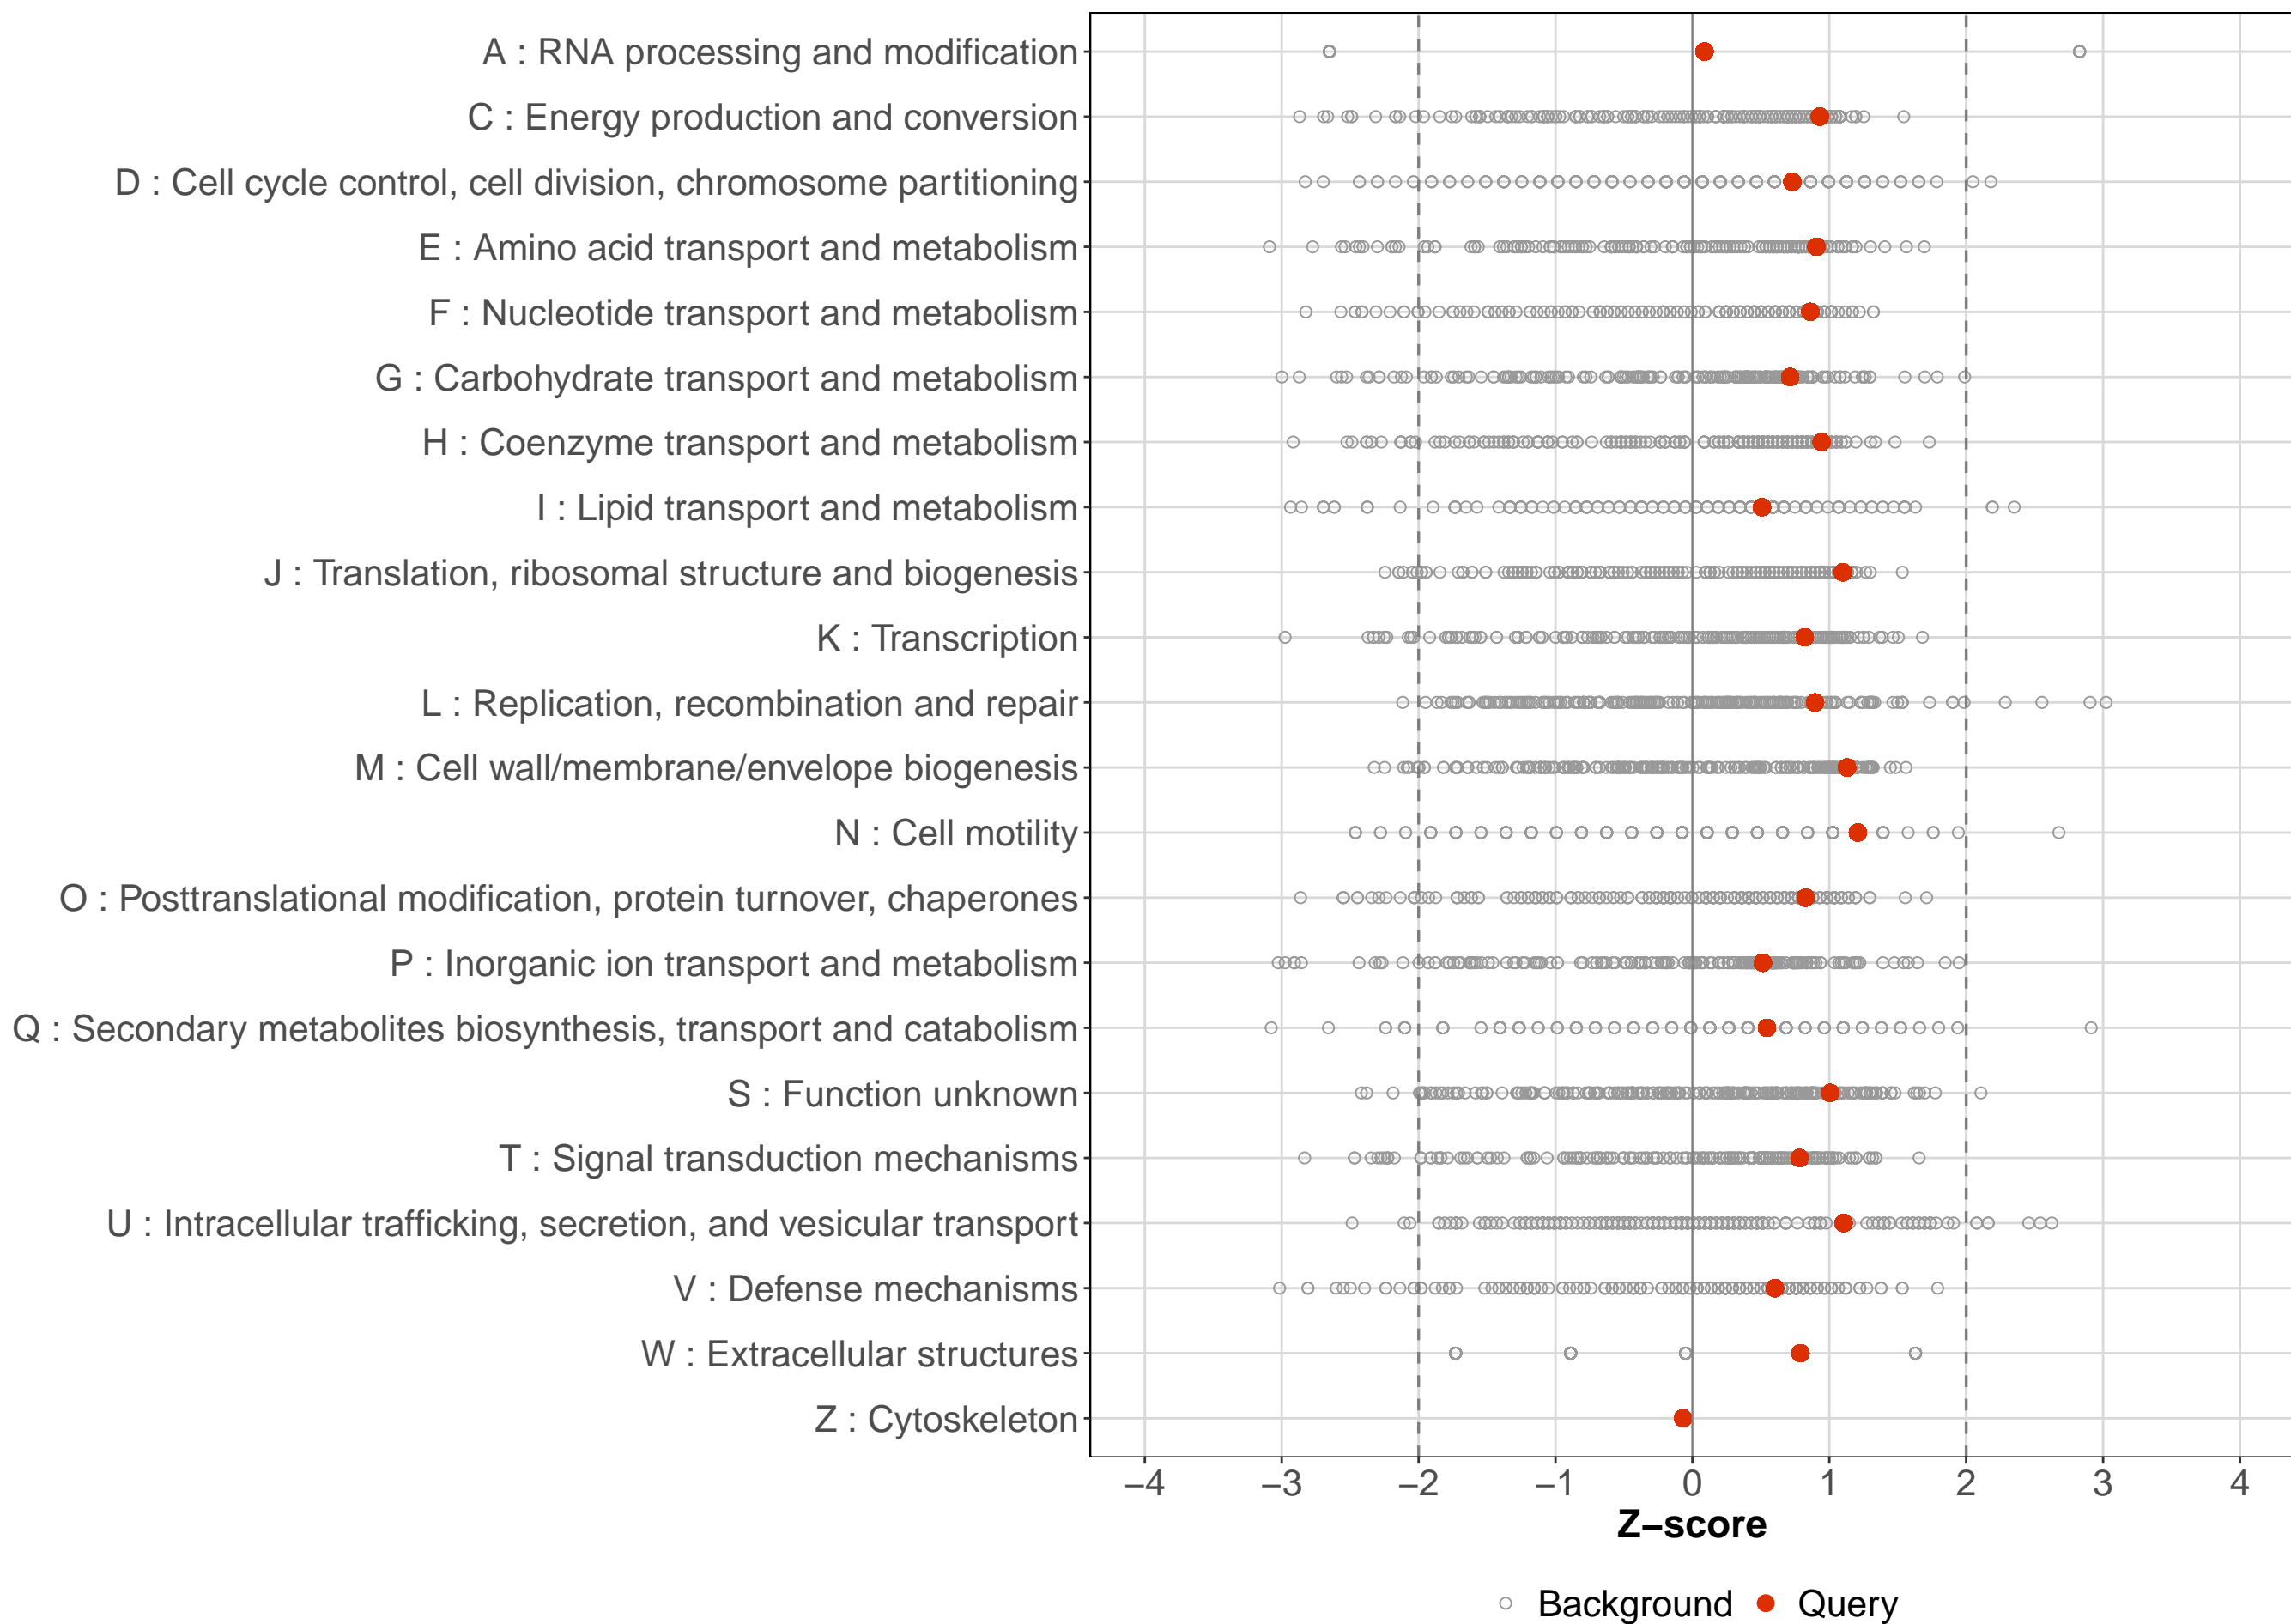 A : RNA processing and modification
C : Energy production and conversion
D : Cell cycle control, cell division, chromosome partitioning
E : Amino acid transport and metabolism
F : Nucleotide transport and metabolism
G : Carbohydrate transport and metabolism
H : Coenzyme transport and metabolism
I : Lipid transport and metabolism
J : Translation, ribosomal structure and biogenesis
K : Transcription
L : Replication, recombination and repair
M : Cell wall/membrane/envelope biogenesis
N : Cell motility
O : Posttranslational modification, protein turnover, chaperones
P : Inorganic ion transport and metabolism
Q : Secondary metabolites biosynthesis, transport and catabolism
S : Function unknown
T : Signal transduction mechanisms
U : Intracellular trafficking, secretion, and vesicular transport
V : Defense mechanisms
W : Extracellular structures
Z : Cytoskeleton
−4 −3 −2 −1 0 1 2 3 4
Z−score
Background Query